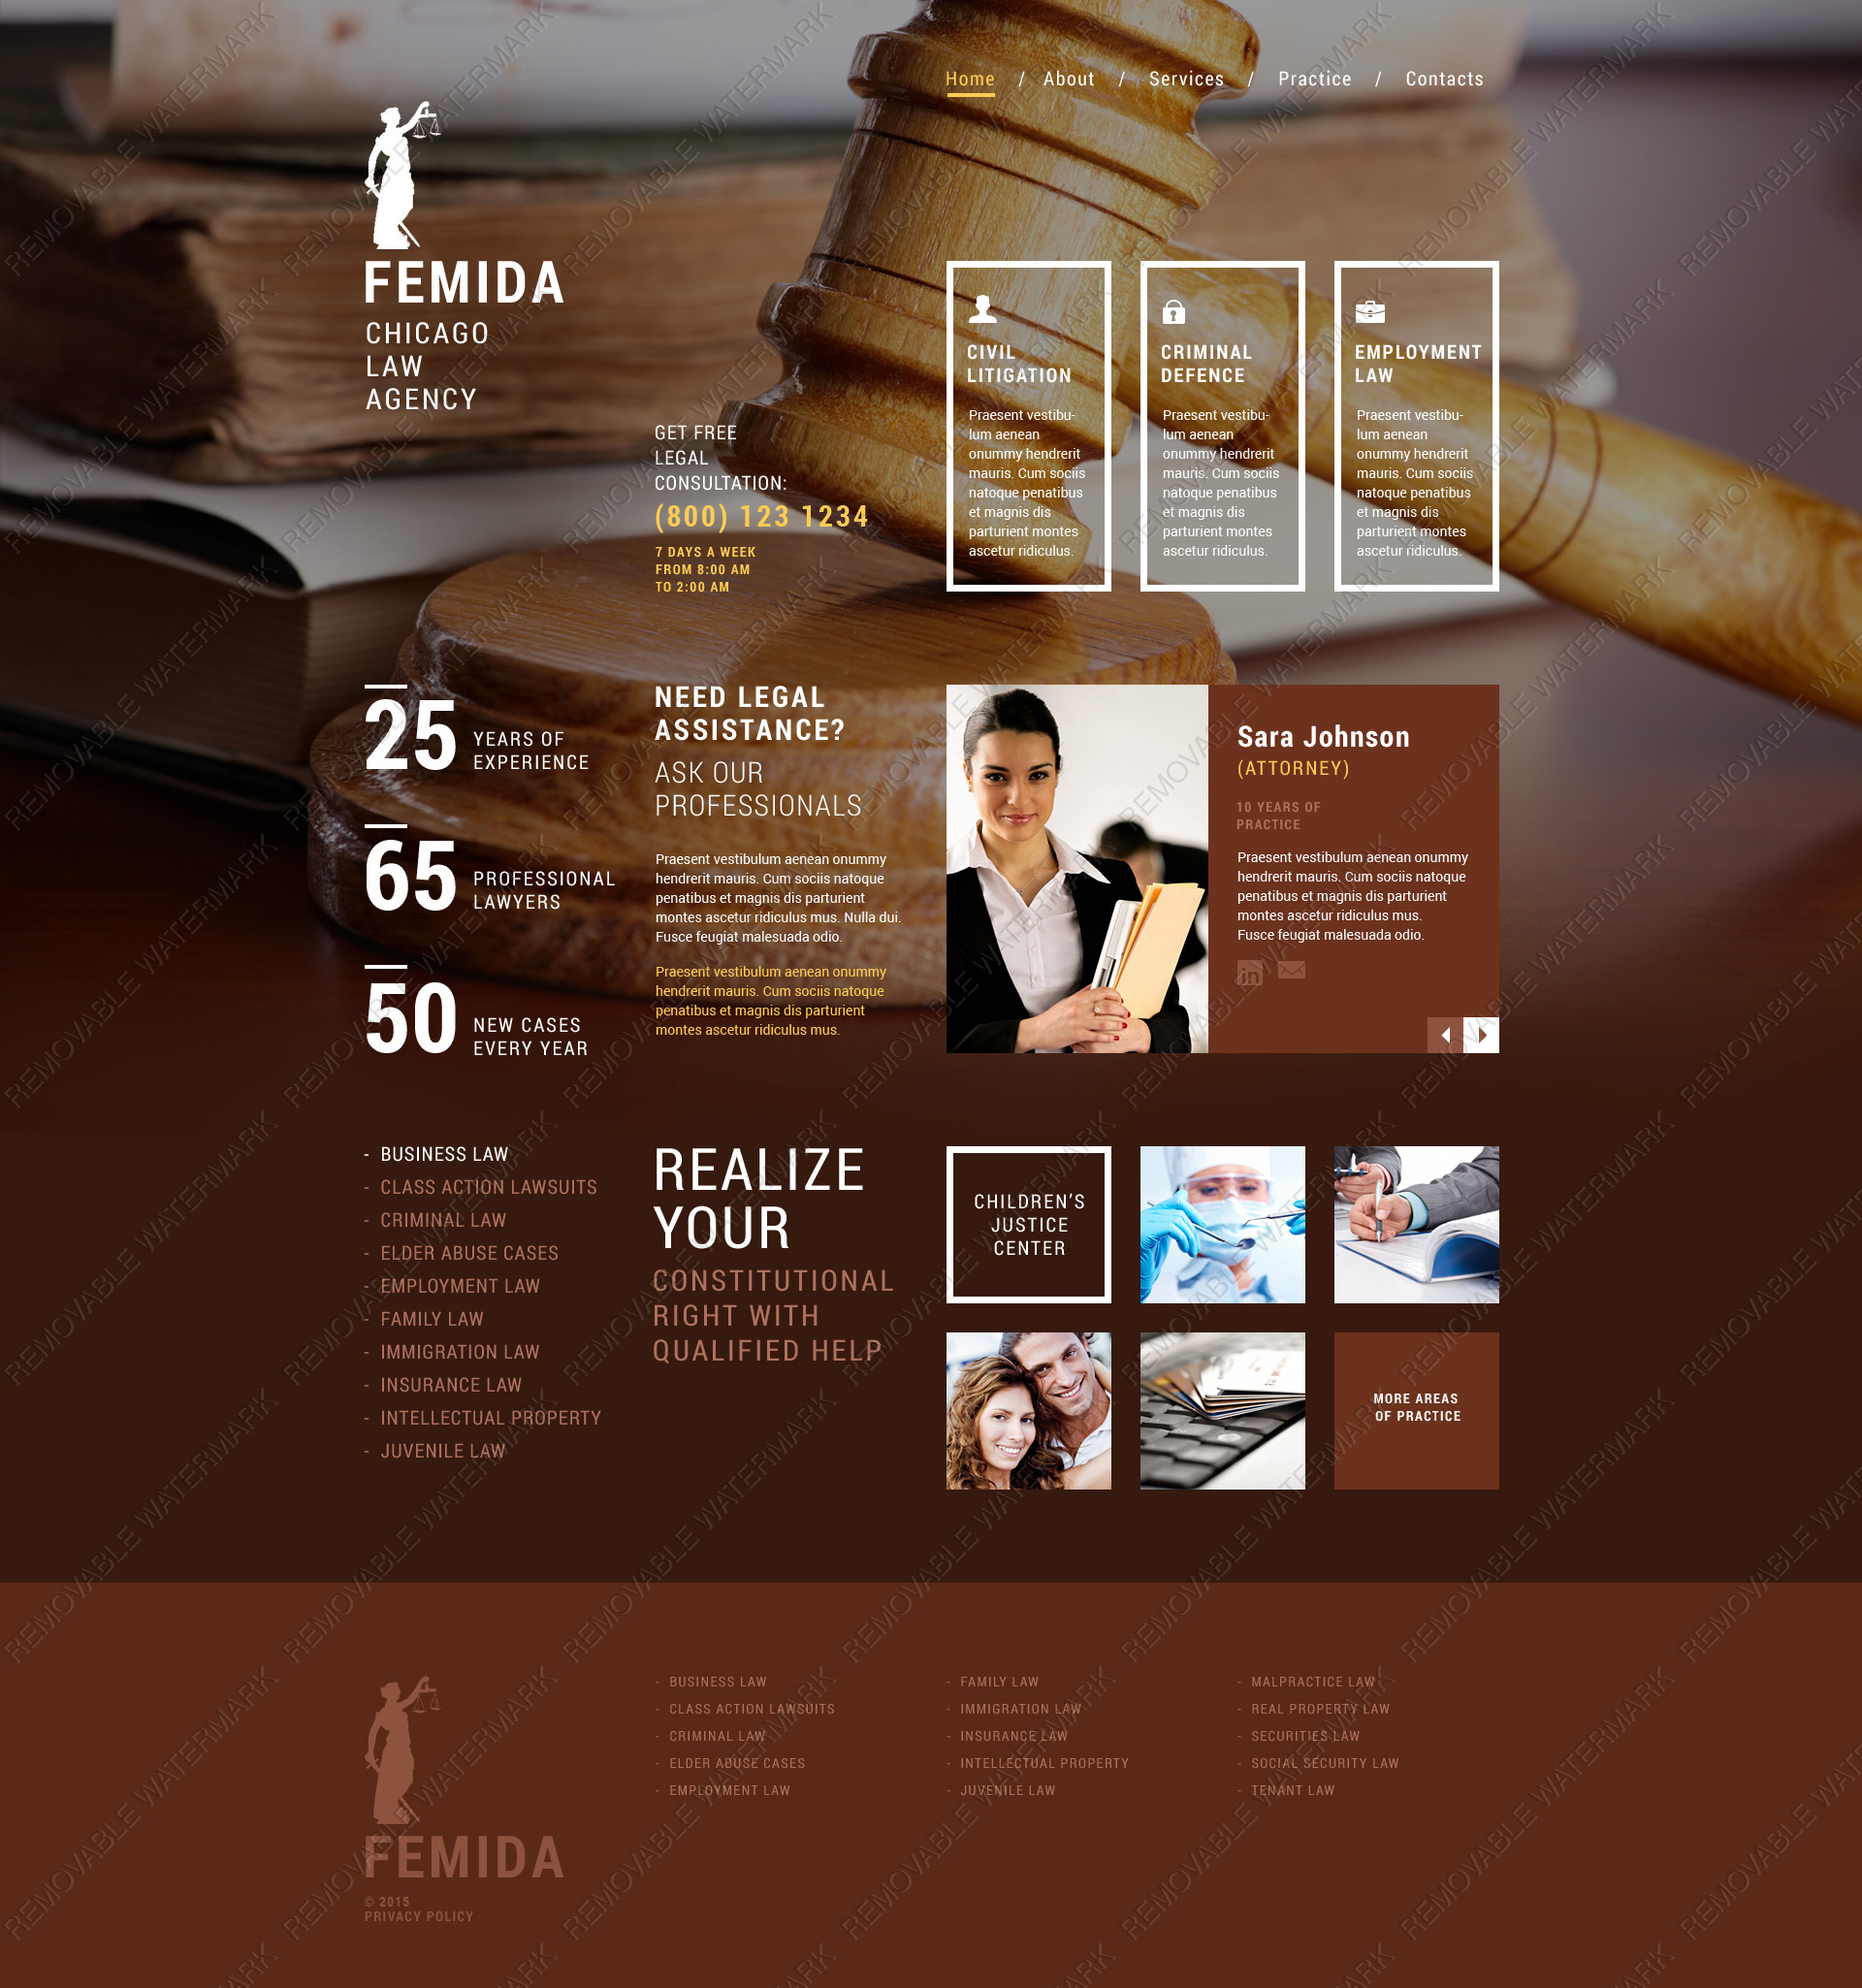 Home / About / Services / Practice / Contacts
FEMIDA
CHICAGO
LAW
AGENCY
GET FREE
LEGAL
CONSULTATION:
(800) 123 1234
7 DAYS A WEEK
FROM 8:00 AM
TO 2:00 AM
CIVIL
LITIGATION
Praesent vestibu-
lum aenean
onummy hendrerit
mauris. Cum sociis
natoque penatibus
et magnis dis
parturient montes
ascetur ridiculus.
CRIMINAL
DEFENCE
Praesent vestibu-
lum aenean
onummy hendrerit
mauris. Cum sociis
natoque penatibus
et magnis dis
parturient montes
ascetur ridiculus.
EMPLOYMENT
LAW
Praesent vestibu-
lum aenean
onummy hendrerit
mauris. Cum sociis
natoque penatibus
et magnis dis
parturient montes
ascetur ridiculus.
25 YEARS OF
EXPERIENCE
65 PROFESSIONAL
LAWYERS
50 NEW CASES
EVERY YEAR
NEED LEGAL
ASSISTANCE?
ASK OUR
PROFESSIONALS
Praesent vestibulum aenean onummy
hendrerit mauris. Cum sociis natoque
penatibus et magnis dis parturient
montes ascetur ridiculus mus. Nulla dui.
Fusce feugiat malesuada odio.
Praesent vestibulum aenean onummy
hendrerit mauris. Cum sociis natoque
penatibus et magnis dis parturient
montes ascetur ridiculus mus.
Sara Johnson
(ATTORNEY)
10 YEARS OF
PRACTICE
Praesent vestibulum aenean onummy
hendrerit mauris. Cum sociis natoque
penatibus et magnis dis parturient
montes ascetur ridiculus mus.
Fusce feugiat malesuada odio.
in
- BUSINESS LAW
- CLASS ACTION LAWSUITS
- CRIMINAL LAW
- ELDER ABUSE CASES
- EMPLOYMENT LAW
- FAMILY LAW
- IMMIGRATION LAW
- INSURANCE LAW
- INTELLECTUAL PROPERTY
- JUVENILE LAW
REALIZE
YOUR
CONSTITUTIONAL
RIGHT WITH
QUALIFIED HELP
CHILDREN'S
JUSTICE
CENTER
MORE AREAS
OF PRACTICE
FEMIDA
© 2015
PRIVACY POLICY
- BUSINESS LAW
- CLASS ACTION LAWSUITS
- CRIMINAL LAW
- ELDER ABUSE CASES
- EMPLOYMENT LAW
- FAMILY LAW
- IMMIGRATION LAW
- INSURANCE LAW
- INTELLECTUAL PROPERTY
- JUVENILE LAW
- MALPRACTICE LAW
- REAL PROPERTY LAW
- SECURITIES LAW
- SOCIAL SECURITY LAW
- TENANT LAW
REMOVABLE WATERMARK